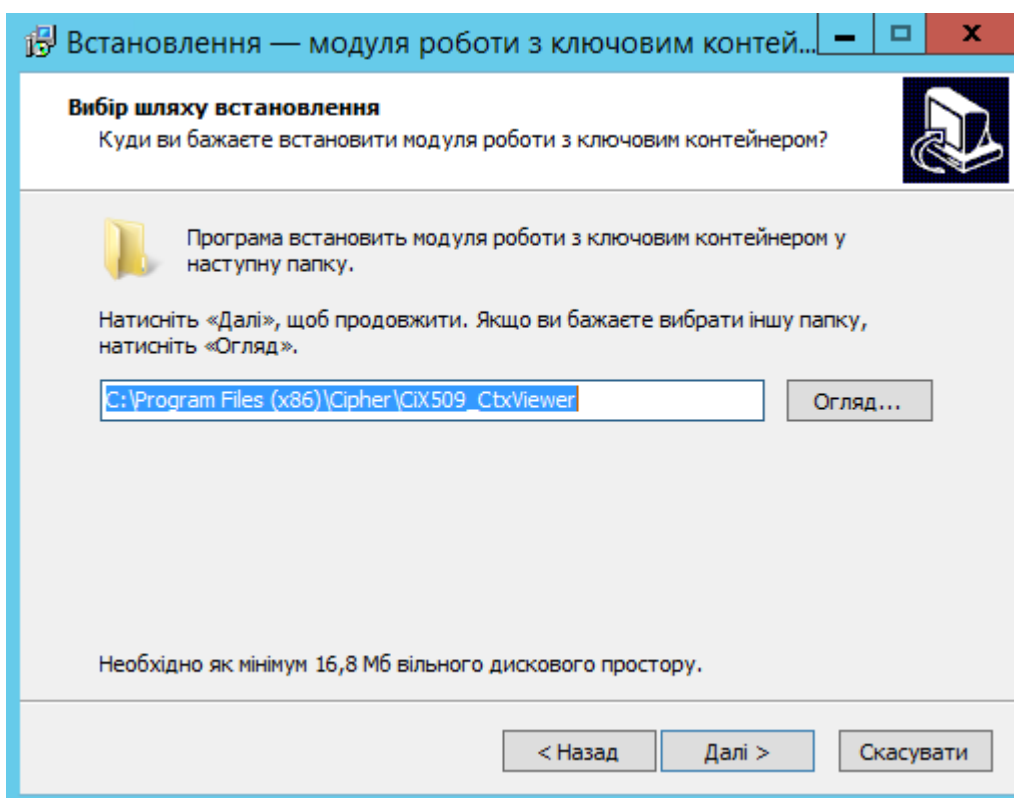 Встановлення — модуля роботи з ключовим контей...
Вибір шляху встановлення
Куди ви бажаєте встановити модуля роботи з ключовим контейнером?
Програма встановить модуля роботи з ключовим контейнером у
наступну папку.
Натисніть «Далі», щоб продовжити. Якщо ви бажаєте вибрати іншу папку,
натисніть «Огляд».
C:\Program Files (x86)\Cipher\CiX509_CtxViewer
Огляд...
Необхідно як мінімум 16,8 Мб вільного дискового простору.
< Назад
Далі >
Скасувати